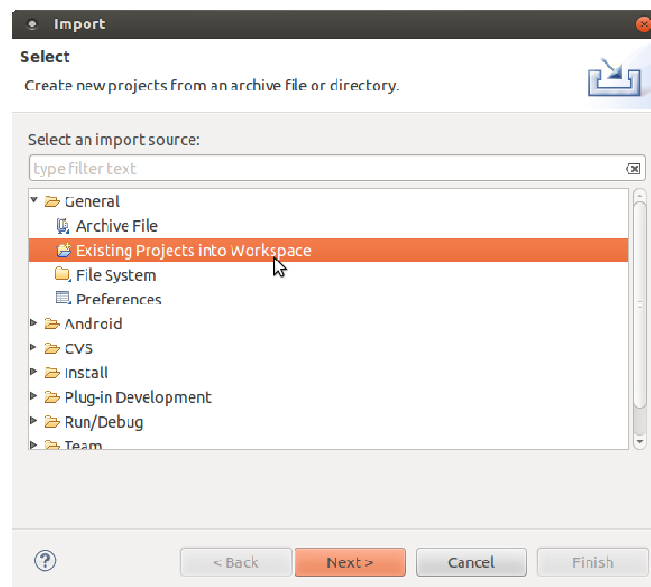 Import
Select
Create new projects from an archive file or directory.
Select an import source:
type filter text
General
Archive File
Existing Projects into Workspace
File System
Preferences
Android
CVS
Install
Plug-in Development
Run/Debug
Team
< Back Next > Cancel Finish